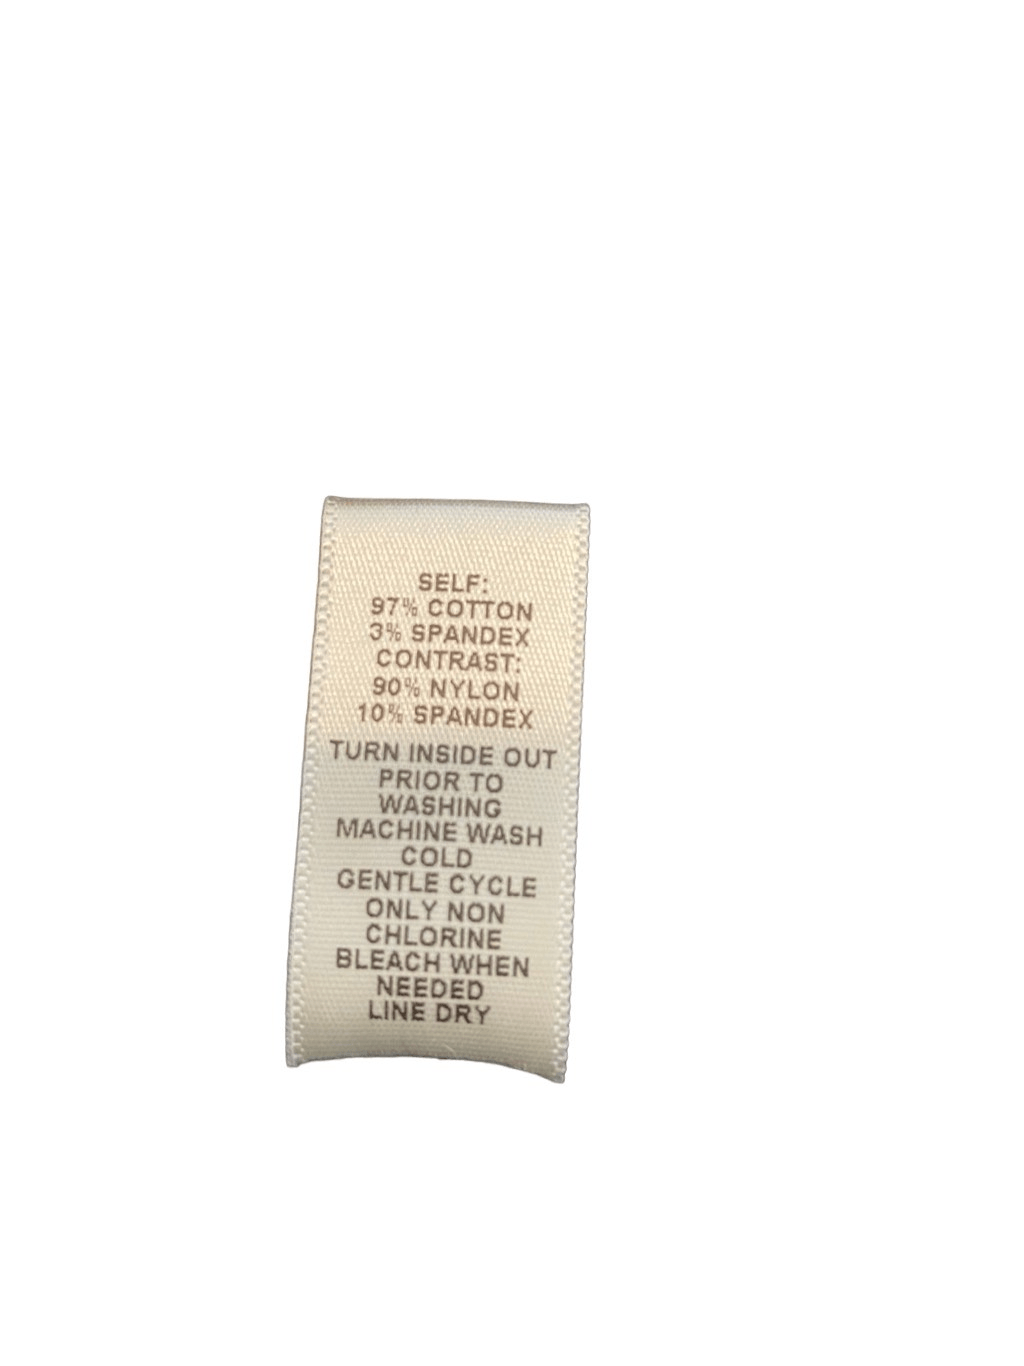 SELF:
97% COTTON
3% SPANDEX
CONTRAST:
90% NYLON
10% SPANDEX
TURN INSIDE OUT
PRIOR TO
WASHING
MACHINE WASH
COLD
GENTLE CYCLE
ONLY NON
CHLORINE
BLEACH WHEN
NEEDED
LINE DRY